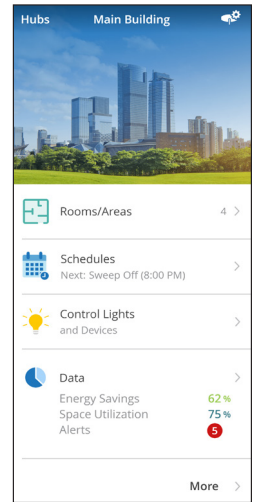 Hubs Main Building
Rooms/Areas 4
Schedules
Next: Sweep Off (8:00 PM)
Control Lights
and Devices
Data
Energy Savings 62 %
Space Utilization 75 %
Alerts 5
More